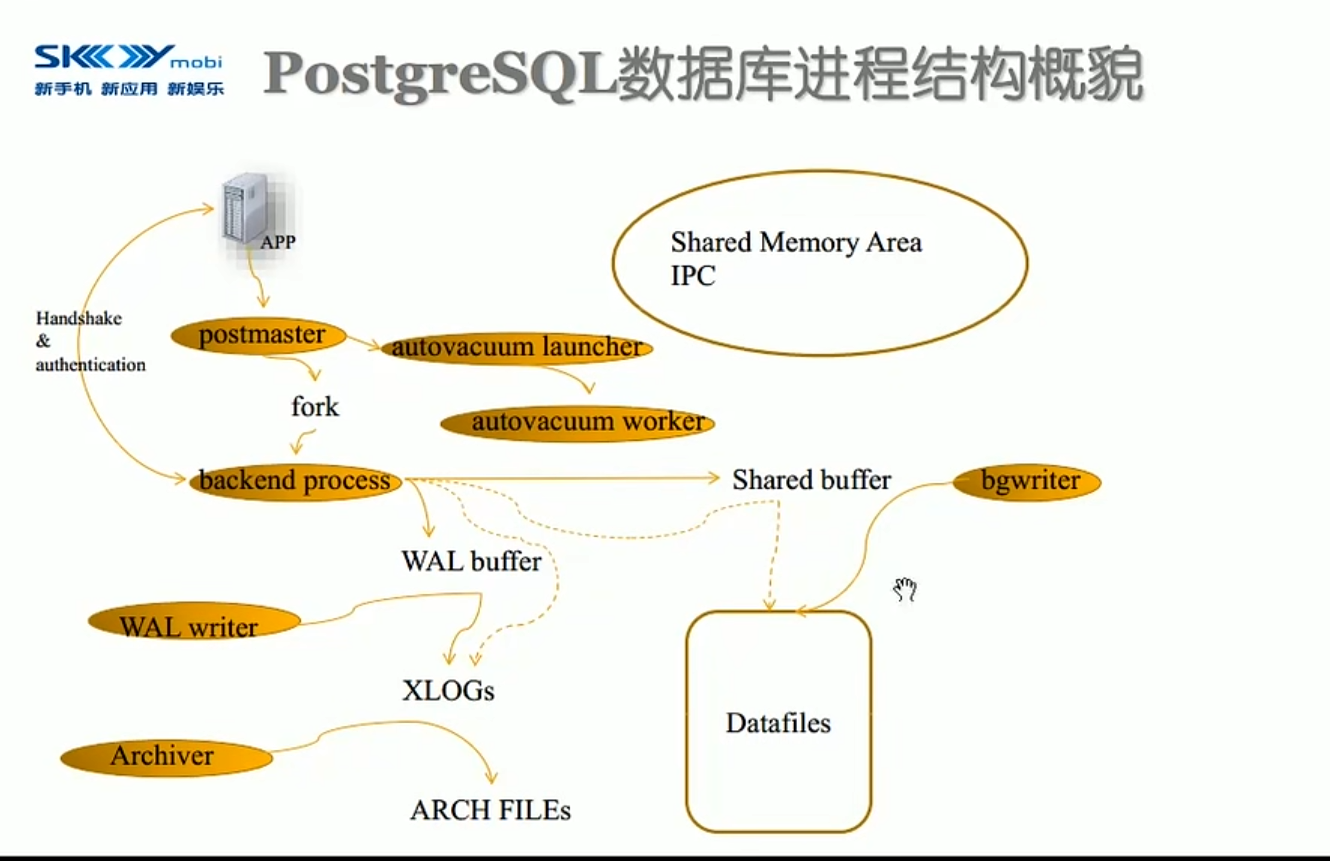 SKYmobi
新手机 新应用 新娱乐
PostgreSQL数据库进程结构概貌
APP
Shared Memory Area
IPC
Handshake
&
authentication
postmaster
autovacuum launcher
fork
autovacuum worker
backend process
Shared buffer
bgwriter
WAL buffer
WAL writer
XLOGs
Datafiles
Archiver
ARCH FILEs